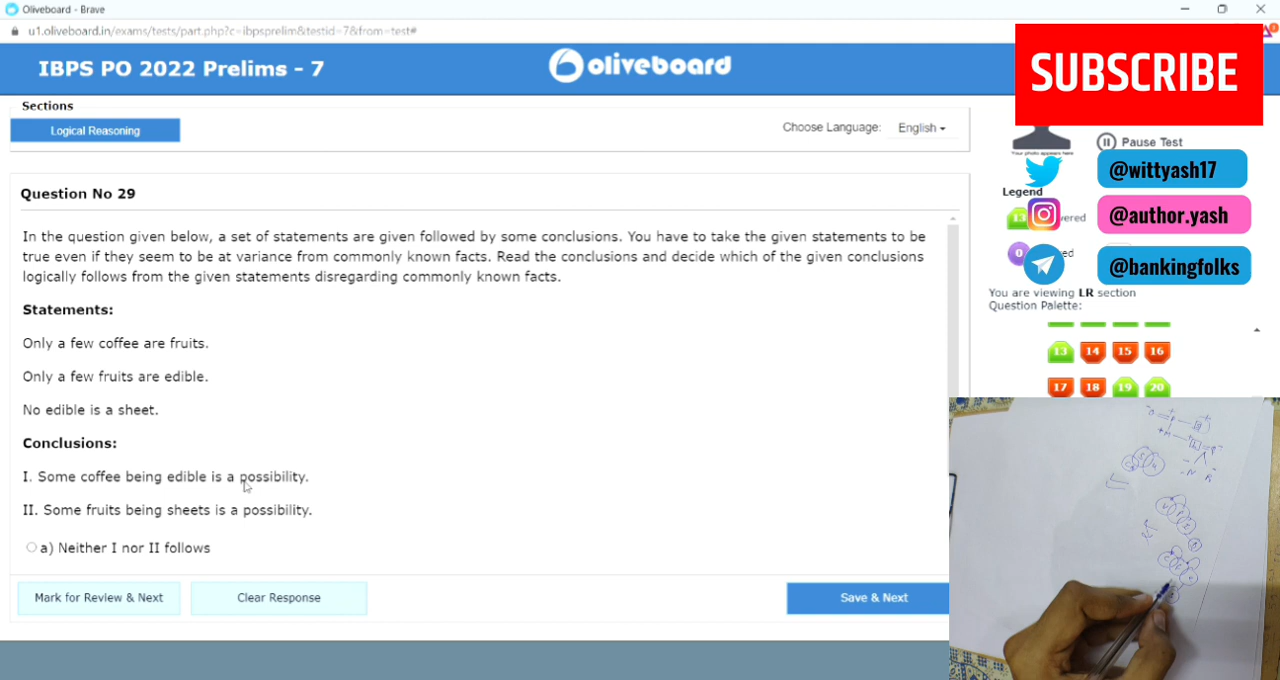 Oliveboard - Brave
u1.oliveboard.in/exams/tests/part.php?c=ibpsprelim&testid=7&from=test#
IBPS PO 2022 Prelims - 7
oliveboard
SUBSCRIBE
Sections
Logical Reasoning
Choose Language: English
Your photo appears here
Pause Test
@wittyash17
Legend
13
@author.yash
0
@bankingfolks
You are viewing LR section
Question Palette:
13 14 15 16
17 18 19 20
Question No 29
In the question given below, a set of statements are given followed by some conclusions. You have to take the given statements to be
true even if they seem to be at variance from commonly known facts. Read the conclusions and decide which of the given conclusions
logically follows from the given statements disregarding commonly known facts.
Statements:
Only a few coffee are fruits.
Only a few fruits are edible.
No edible is a sheet.
Conclusions:
I. Some coffee being edible is a possibility.
II. Some fruits being sheets is a possibility.
a) Neither I nor II follows
Mark for Review & Next
Clear Response
Save & Next